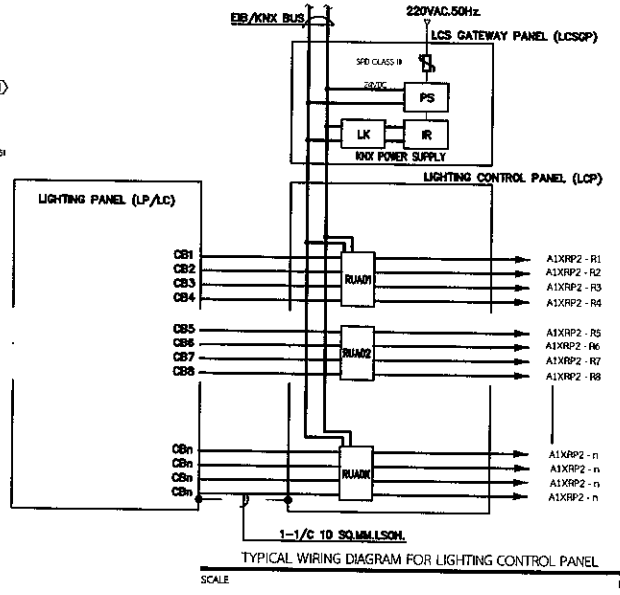 EIB/KNX BUS
220VAC.50Hz.
LCS GATEWAY PANEL (LCSGP)
SPD CLASS III
24VDC
PS
LK
IR
KNX POWER SUPPLY
LIGHTING PANEL (LP/LC)
LIGHTING CONTROL PANEL (LCP)
CB1
CB2
CB3
CB4
RUA01
A1XRP2 - R1
A1XRP2 - R2
A1XRP2 - R3
A1XRP2 - R4
CB5
CB6
CB7
CB8
RUA02
A1XRP2 - R5
A1XRP2 - R6
A1XRP2 - R7
A1XRP2 - R8
CBn
CBn
CBn
CBn
RUA0K
A1XRP2 - n
A1XRP2 - n
A1XRP2 - n
A1XRP2 - n
1-1/C 10 SQ.MM.LSOH.
TYPICAL WIRING DIAGRAM FOR LIGHTING CONTROL PANEL
SCALE